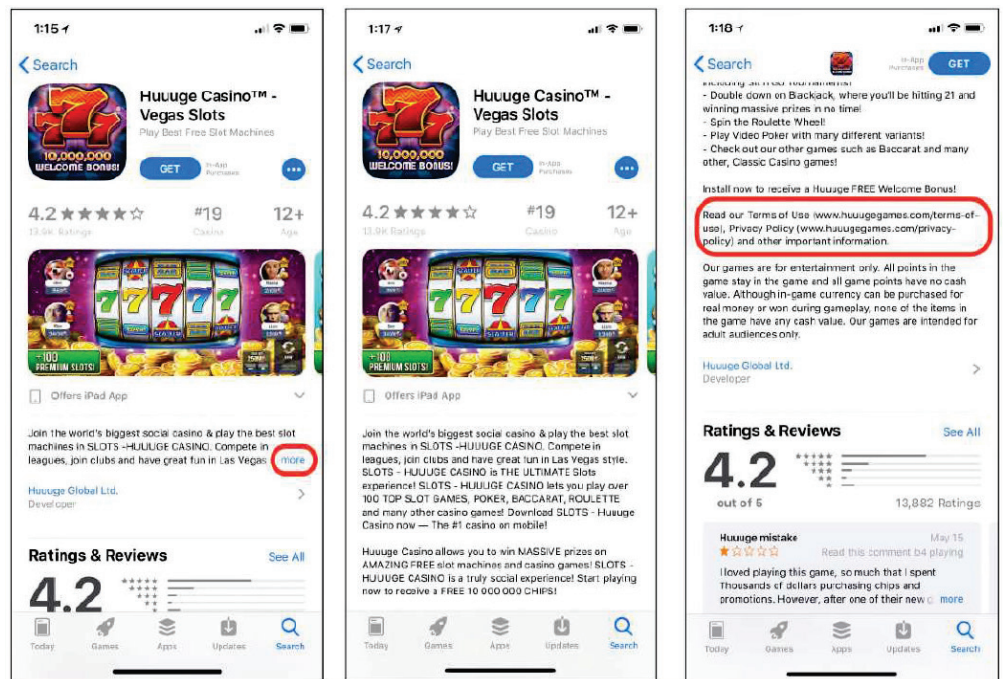 1:15
Search
Huuuge Casino™ -
Vegas Slots
Play Best Free Slot Machines
10,000,000
WELCOME BONUS!
GET
In-App
Purchases
4.2 ★★★★☆
#19
12+
13.9K Ratings
Casino
Age
+100
PREMIUM SLOTS!
Offers iPad App
Join the world's biggest social casino & play the best slot
machines in SLOTS -HUUUGE CASINO. Compete in
leagues, join clubs and have great fun in Las Vegas more
Huuuge Global Ltd.
Developer
Ratings & Reviews
See All
4.2
Today
Games
Apps
Updates
Search
1:17
Search
Huuuge Casino™ -
Vegas Slots
Play Best Free Slot Machines
10,000,000
WELCOME BONUS!
GET
In-App
Purchases
4.2 ★★★★☆
#19
12+
13.9K Ratings
Casino
Age
+100
PREMIUM SLOTS!
Offers iPad App
Join the world's biggest social casino & play the best slot
machines in SLOTS -HUUUGE CASINO. Compete in
leagues, join clubs and have great fun in Las Vegas style.
SLOTS - HUUUGE CASINO is THE ULTIMATE Slots
experience! SLOTS - HUUUGE CASINO lets you play over
100 TOP SLOT GAMES, POKER, BACCARAT, ROULETTE
and many other casino games! Download SLOTS - Huuuge
Casino now — The #1 casino on mobile!
Huuuge Casino allows you to win MASSIVE prizes on
AMAZING FREE slot machines and casino games! SLOTS -
HUUUGE CASINO is a truly social experience! Start playing
now to receive a FREE 10 000 000 CHIPS!
Today
Games
Apps
Updates
Search
1:18
Search
In-App
Purchases
GET
- Double down on Blackjack, where you'll be hitting 21 and
winning massive prizes in no time!
- Spin the Roulette Wheel!
- Play Video Poker with many different variants!
- Check out our other games such as Baccarat and many
other, Classic Casino games!
Install now to receive a Huuuge FREE Welcome Bonus!
Read our Terms of Use (www.huuugegames.com/terms-of-
use), Privacy Policy (www.huuugegames.com/privacy-
policy) and other important information.
Our games are for entertainment only. All points in the
game stay in the game and all game points have no cash
value. Although in-game currency can be purchased for
real money or won during gameplay, none of the items in
the game have any cash value. Our games are intended for
adult audiences only.
Huuuge Global Ltd.
Developer
Ratings & Reviews
See All
4.2
out of 5
13,882 Ratings
Huuuge mistake
May 15
★☆☆☆☆
Read this comment b4 playing
I loved playing this game, so much that I spent
Thousands of dollars purchasing chips and
promotions. However, after one of their new more
Today
Games
Apps
Updates
Search